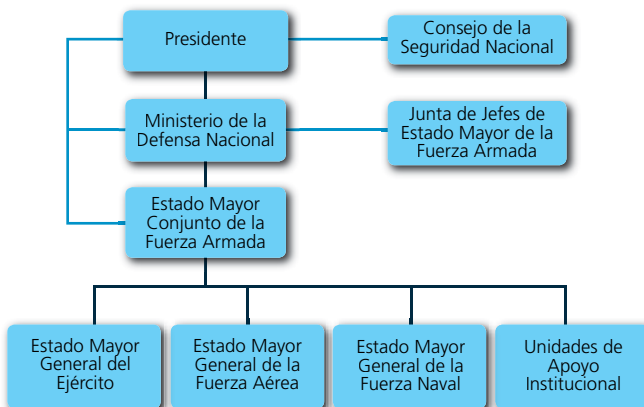 Presidente
Consejo de la
Seguridad Nacional
Ministerio de la
Defensa Nacional
Junta de Jefes de
Estado Mayor de la
Fuerza Armada
Estado Mayor
Conjunto de la
Fuerza Armada
Estado Mayor
General del
Ejército
Estado Mayor
General de la
Fuerza Aérea
Estado Mayor
General de la
Fuerza Naval
Unidades de
Apoyo
Institucional